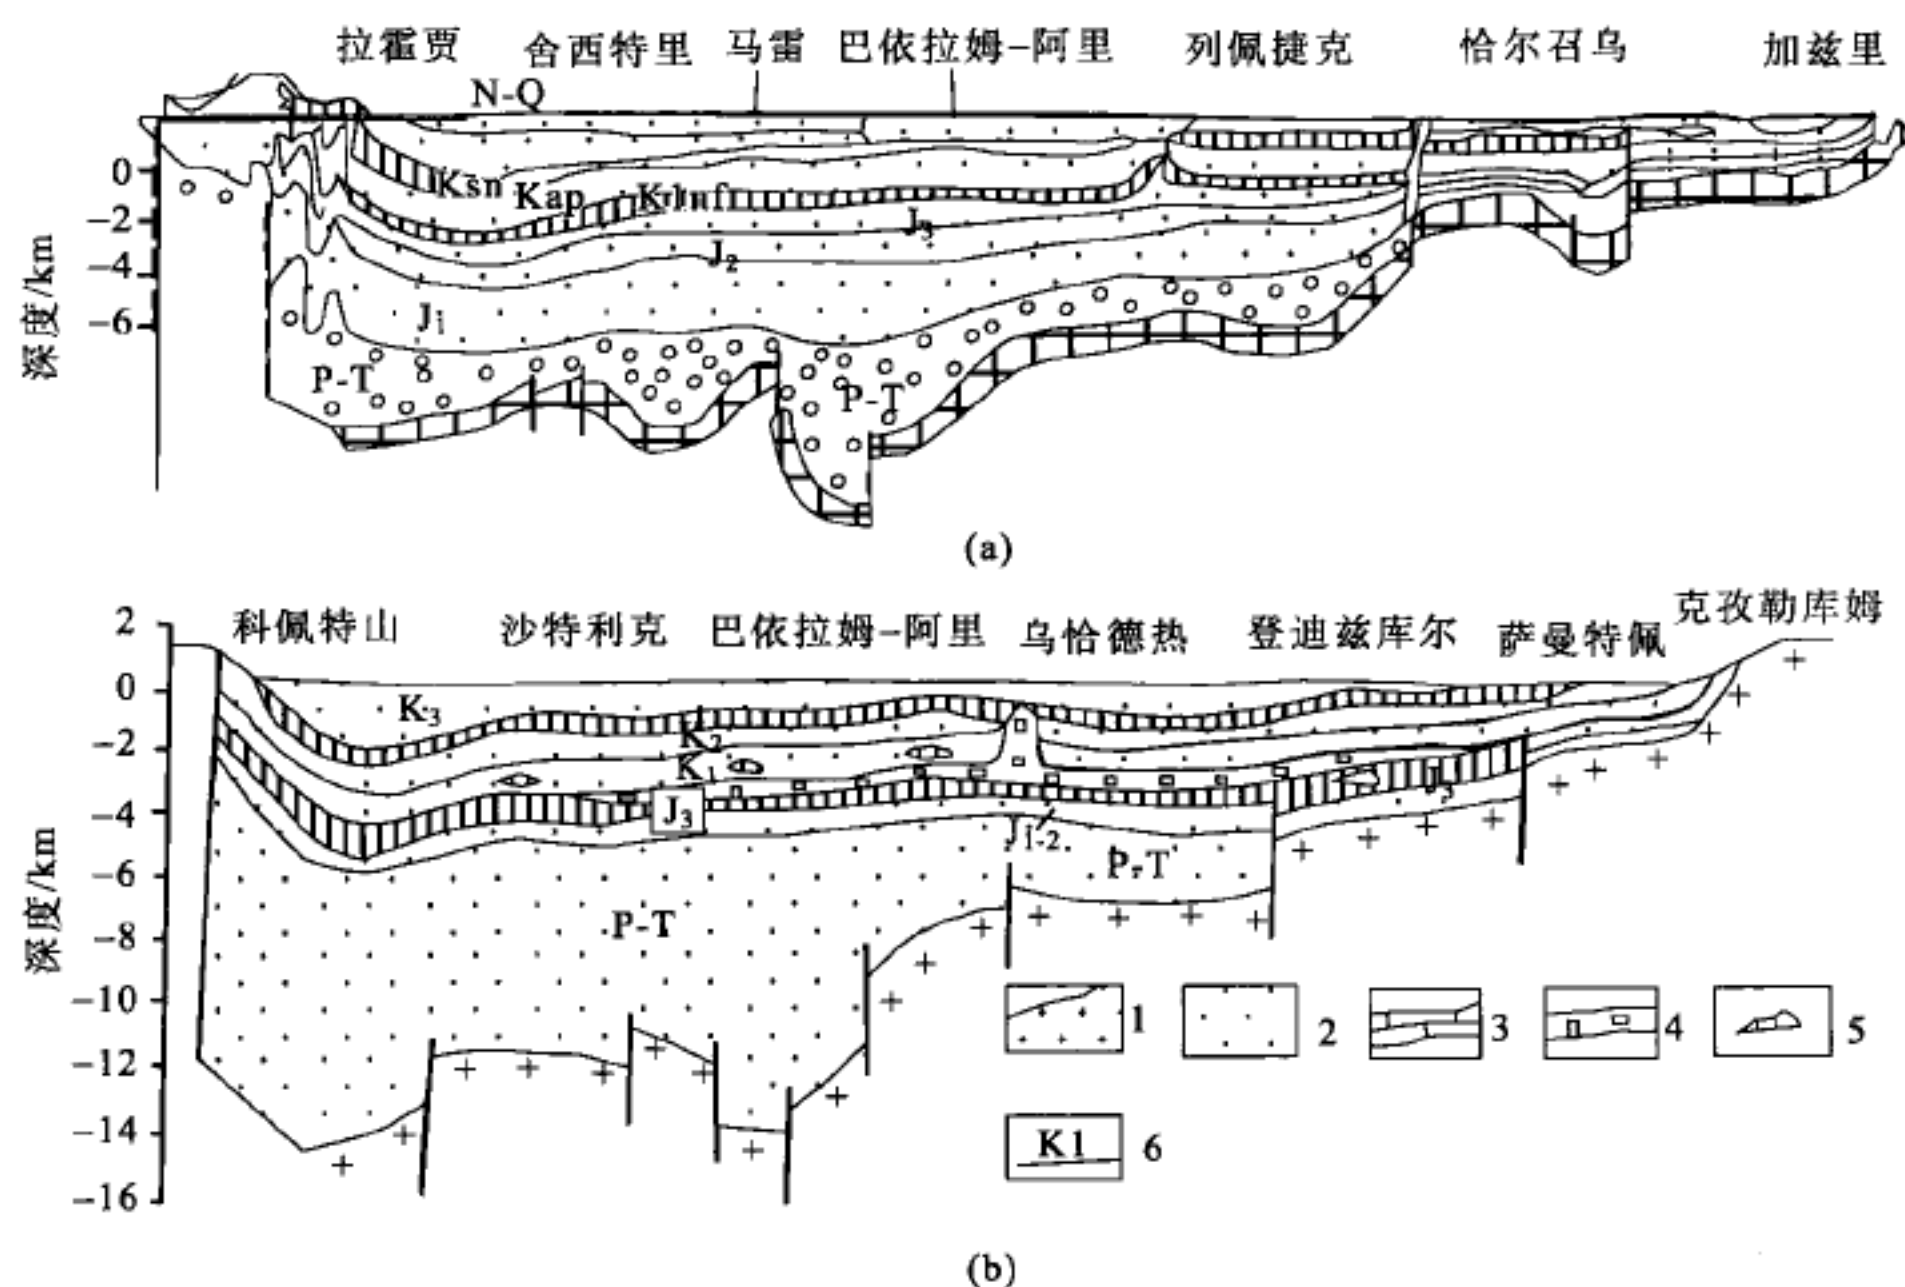 拉霍贾 舍西特里 马雷 巴依拉姆-阿里 列佩捷克 恰尔召乌 加兹里
N-Q
0
Ksn Kap
-2
J₃
J₂
-4
深度/km
-6
J₁
P-T
P-T
(a)
科佩特山 沙特利克 巴依拉姆-阿里 乌恰德热 登迪兹库尔 萨曼特佩 克孜勒库姆
2
0
K₃
K₂
-2
K₁
J₃
J₃
-4
J₁₋₂
P-T
深度/km
-6
P-T
-8
-10
1 2 3 4 5
-12
-14
K1 6
-16
(b)